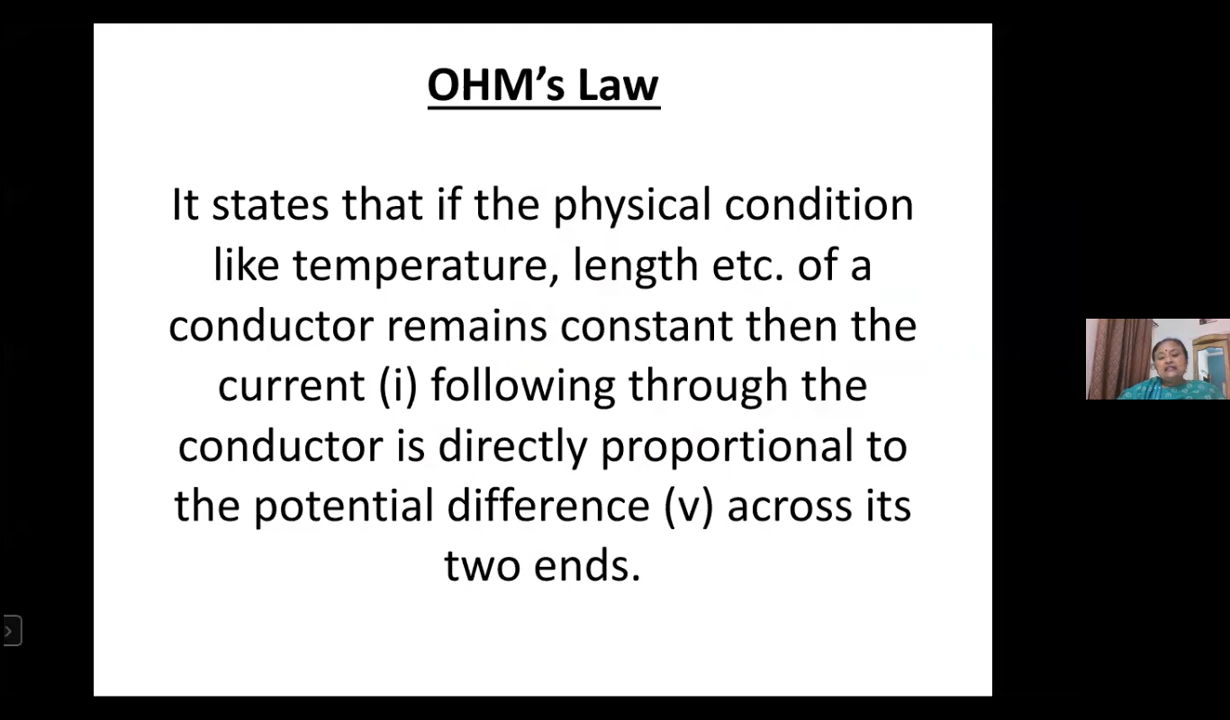 OHM’s Law
It states that if the physical condition
like temperature, length etc. of a
conductor remains constant then the
current (i) following through the
conductor is directly proportional to
the potential difference (v) across its
two ends.